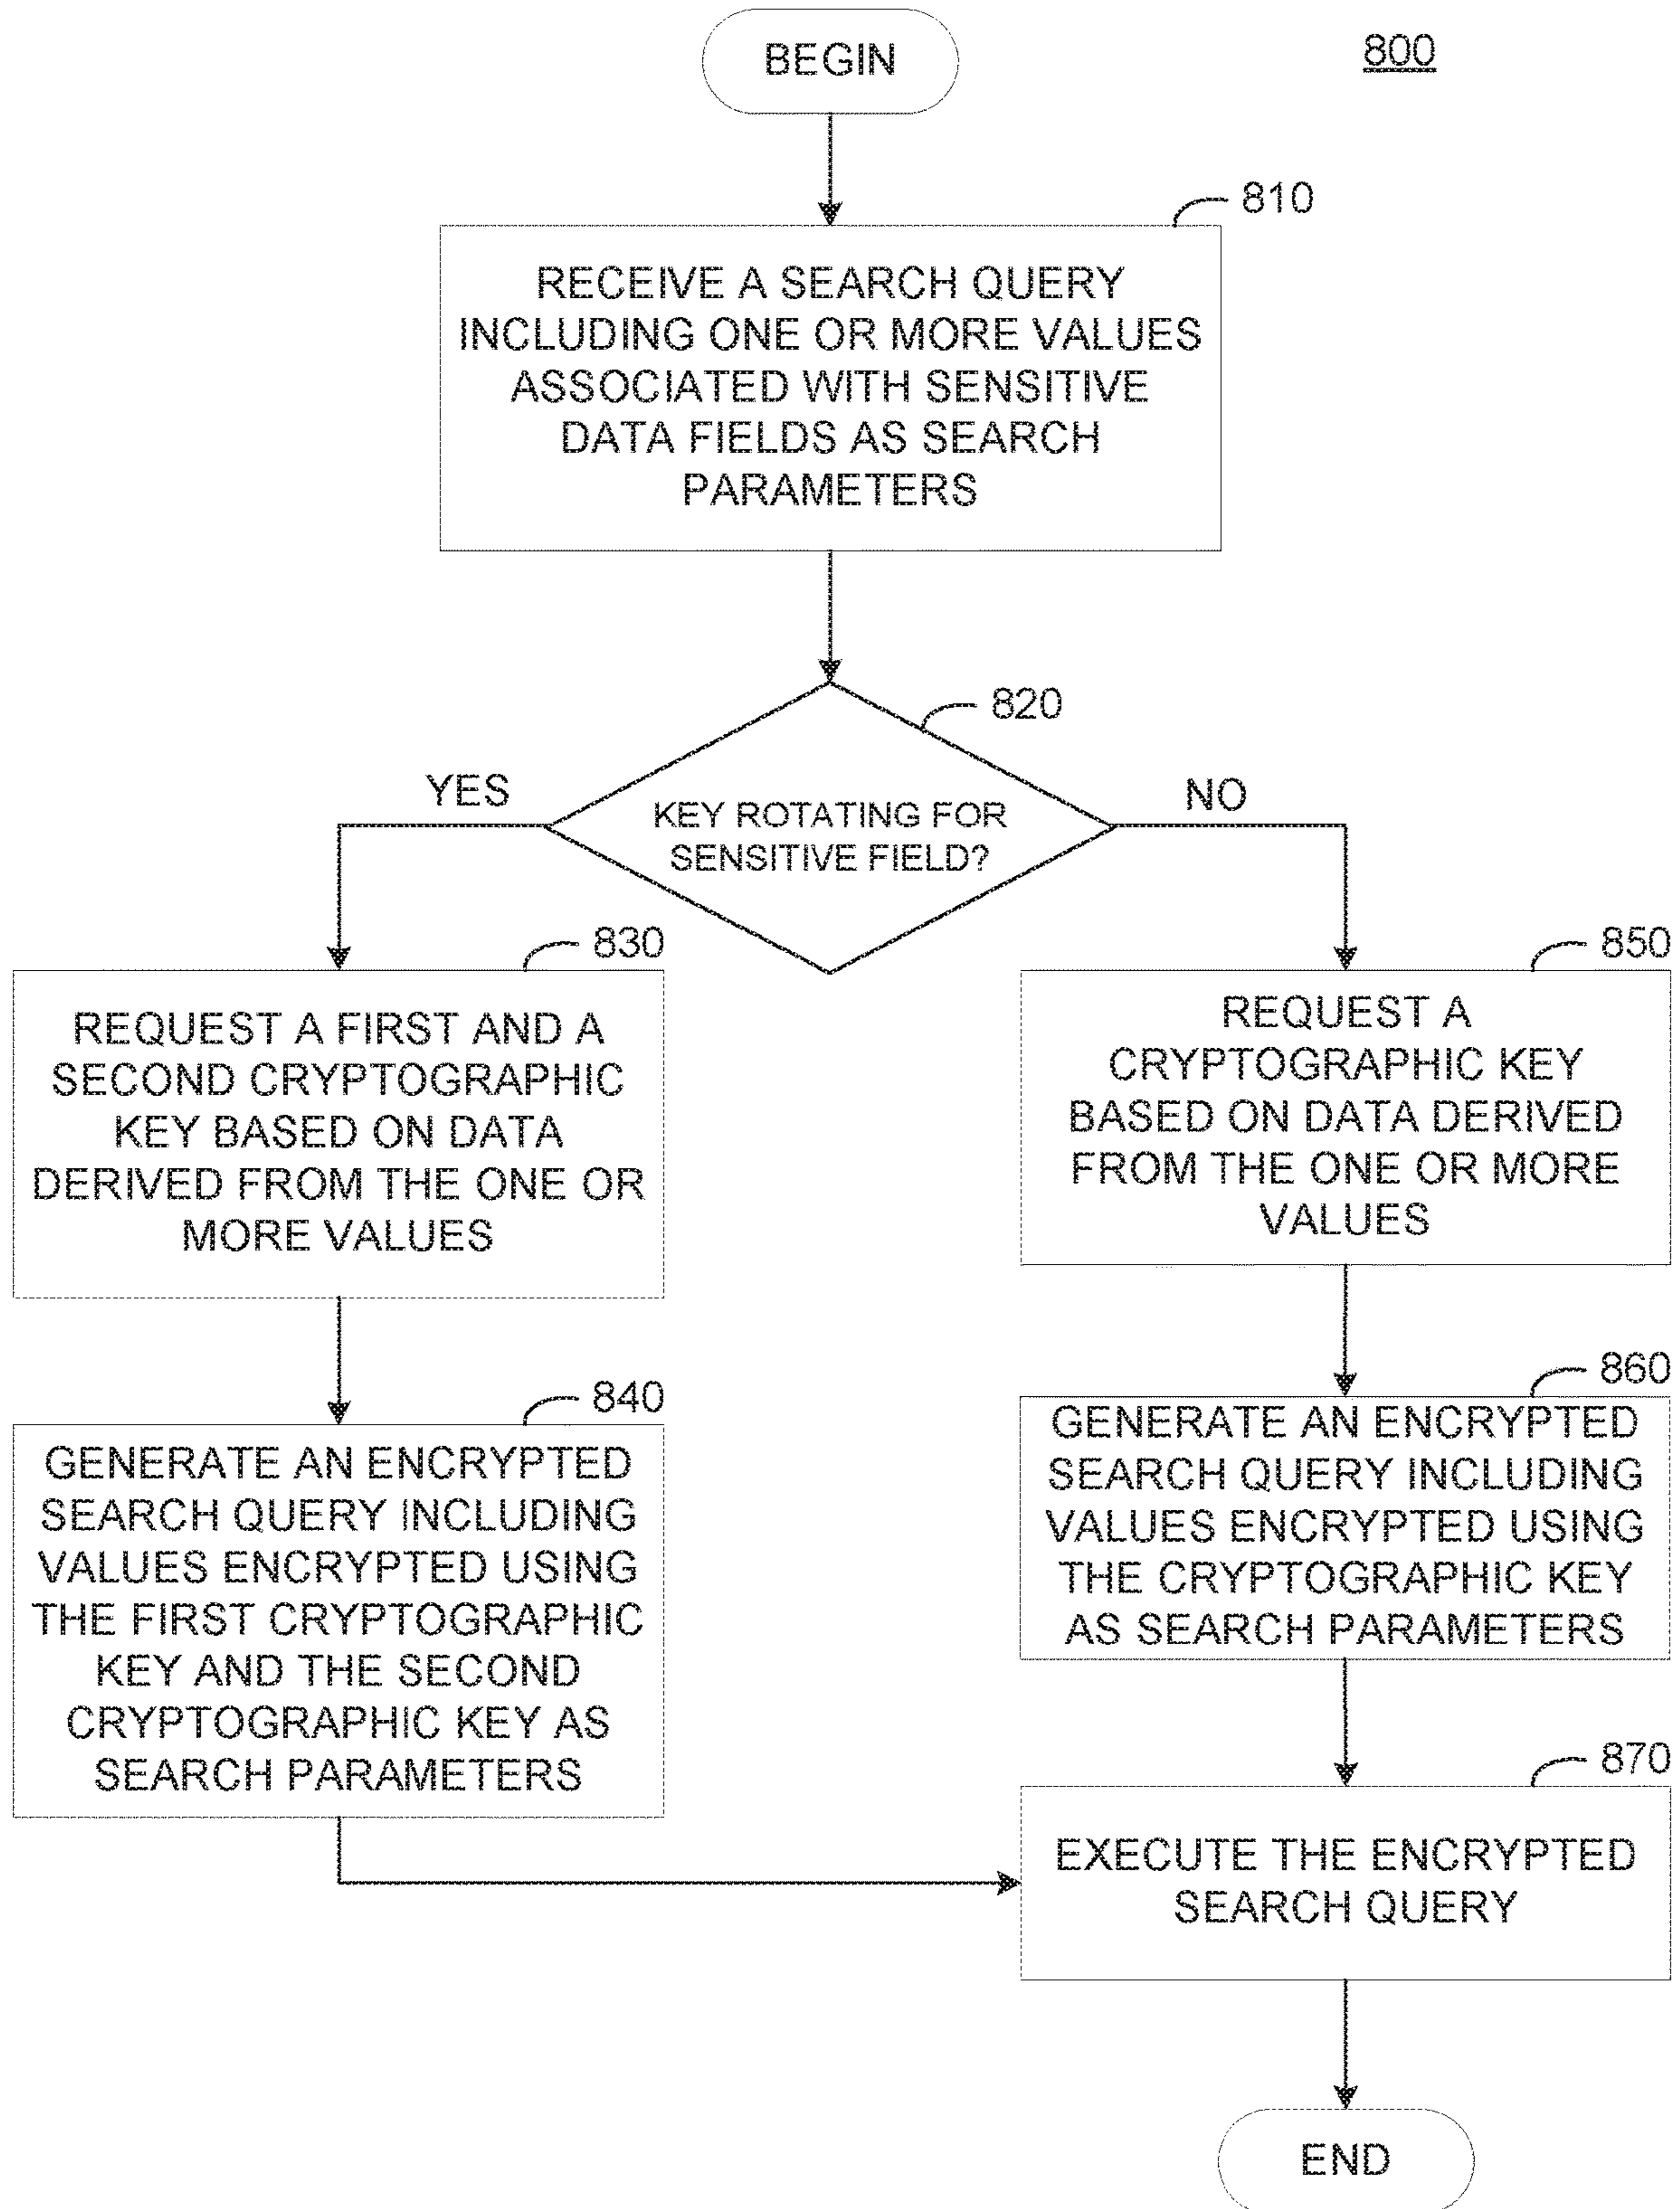 BEGIN
800
810
RECEIVE A SEARCH QUERY
INCLUDING ONE OR MORE VALUES
ASSOCIATED WITH SENSITIVE
DATA FIELDS AS SEARCH
PARAMETERS
820
YES
NO
KEY ROTATING FOR
SENSITIVE FIELD?
830
REQUEST A FIRST AND A
SECOND CRYPTOGRAPHIC
KEY BASED ON DATA
DERIVED FROM THE ONE OR
MORE VALUES
850
REQUEST A
CRYPTOGRAPHIC KEY
BASED ON DATA DERIVED
FROM THE ONE OR MORE
VALUES
840
GENERATE AN ENCRYPTED
SEARCH QUERY INCLUDING
VALUES ENCRYPTED USING
THE FIRST CRYPTOGRAPHIC
KEY AND THE SECOND
CRYPTOGRAPHIC KEY AS
SEARCH PARAMETERS
860
GENERATE AN ENCRYPTED
SEARCH QUERY INCLUDING
VALUES ENCRYPTED USING
THE CRYPTOGRAPHIC KEY
AS SEARCH PARAMETERS
870
EXECUTE THE ENCRYPTED
SEARCH QUERY
END